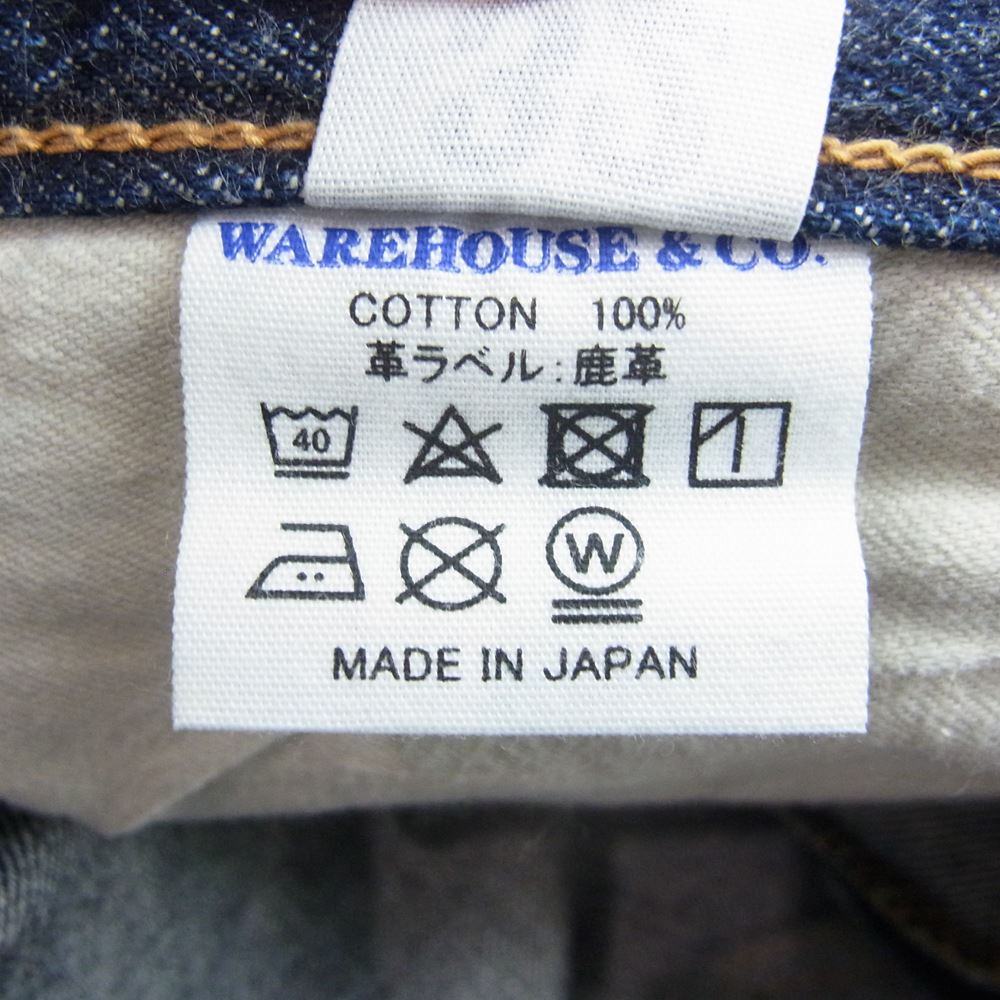 WAREHOUSE & CO.
COTTON 100%
革ラベル:鹿革
40
W
MADE IN JAPAN